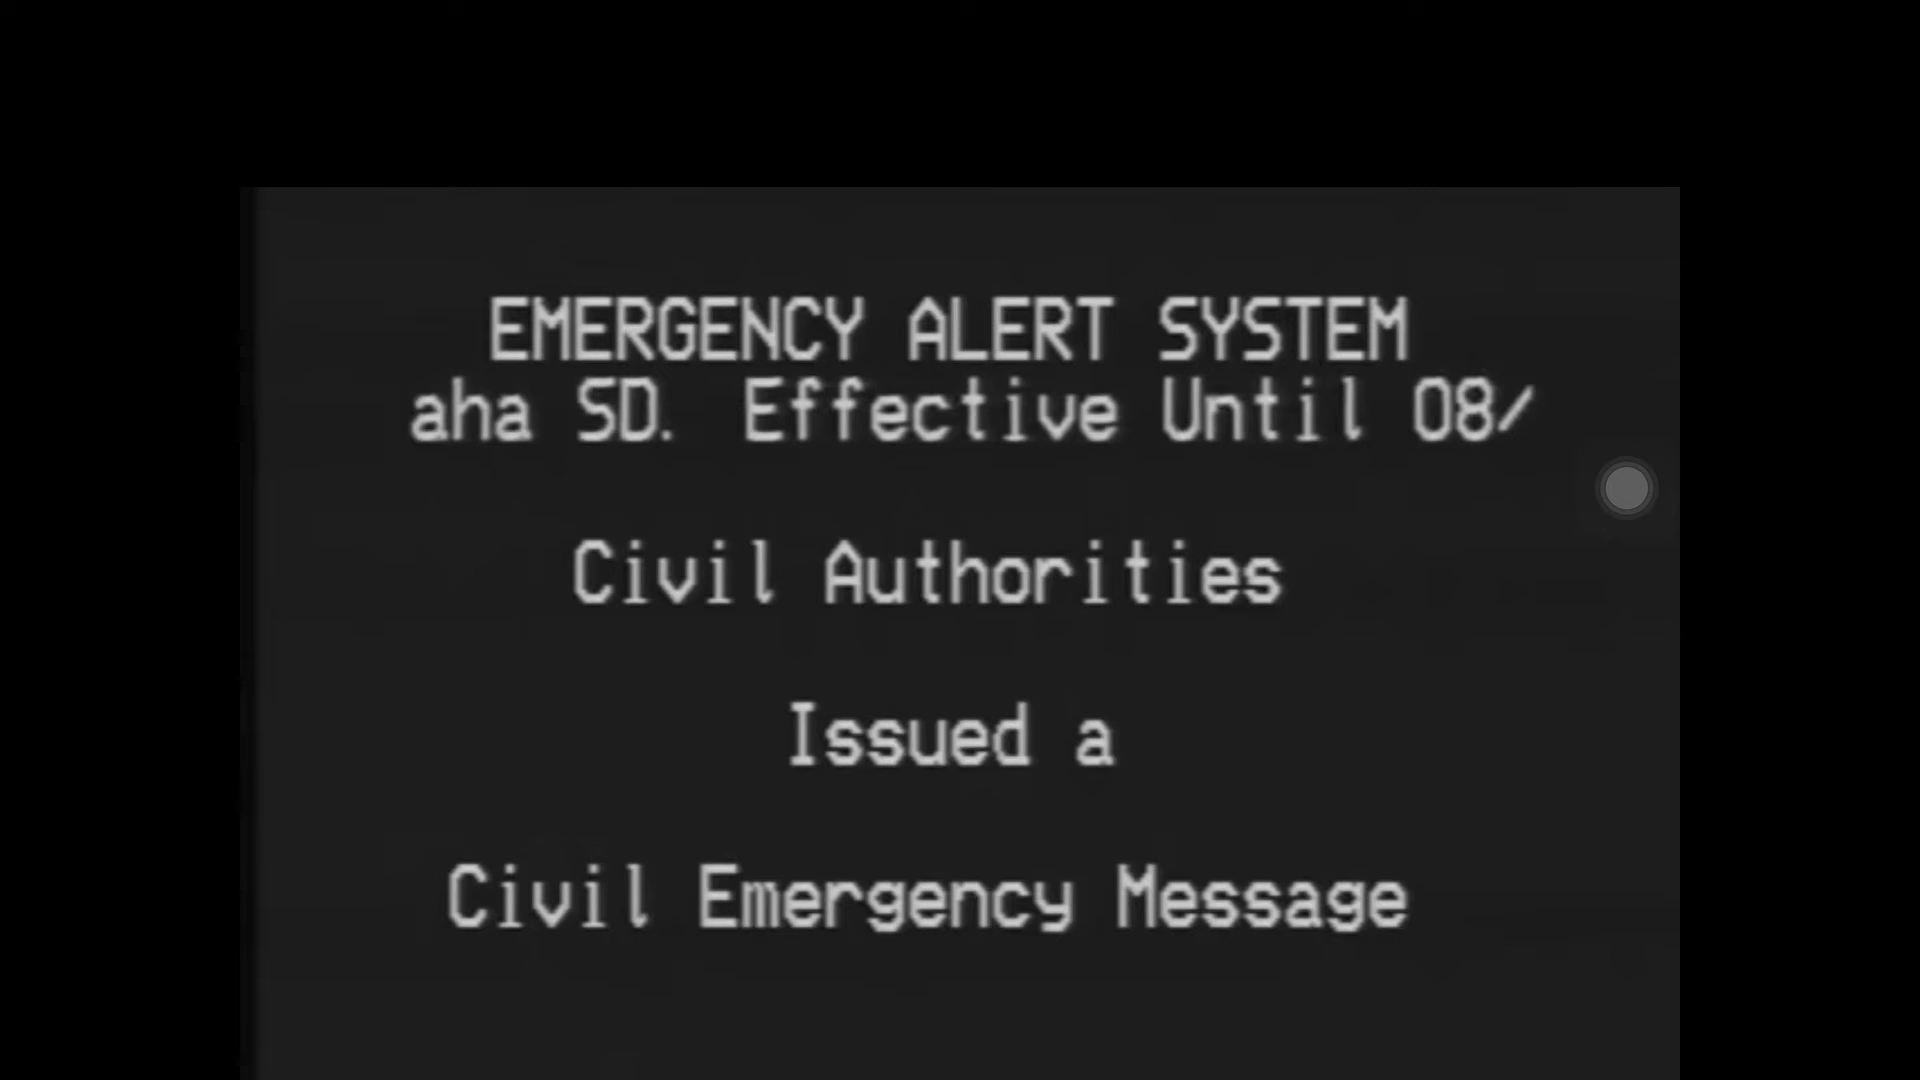 EMERGENCY ALERT SYSTEM
aha SD. Effective Until 08/
Civil Authorities
Issued a
Civil Emergency Message